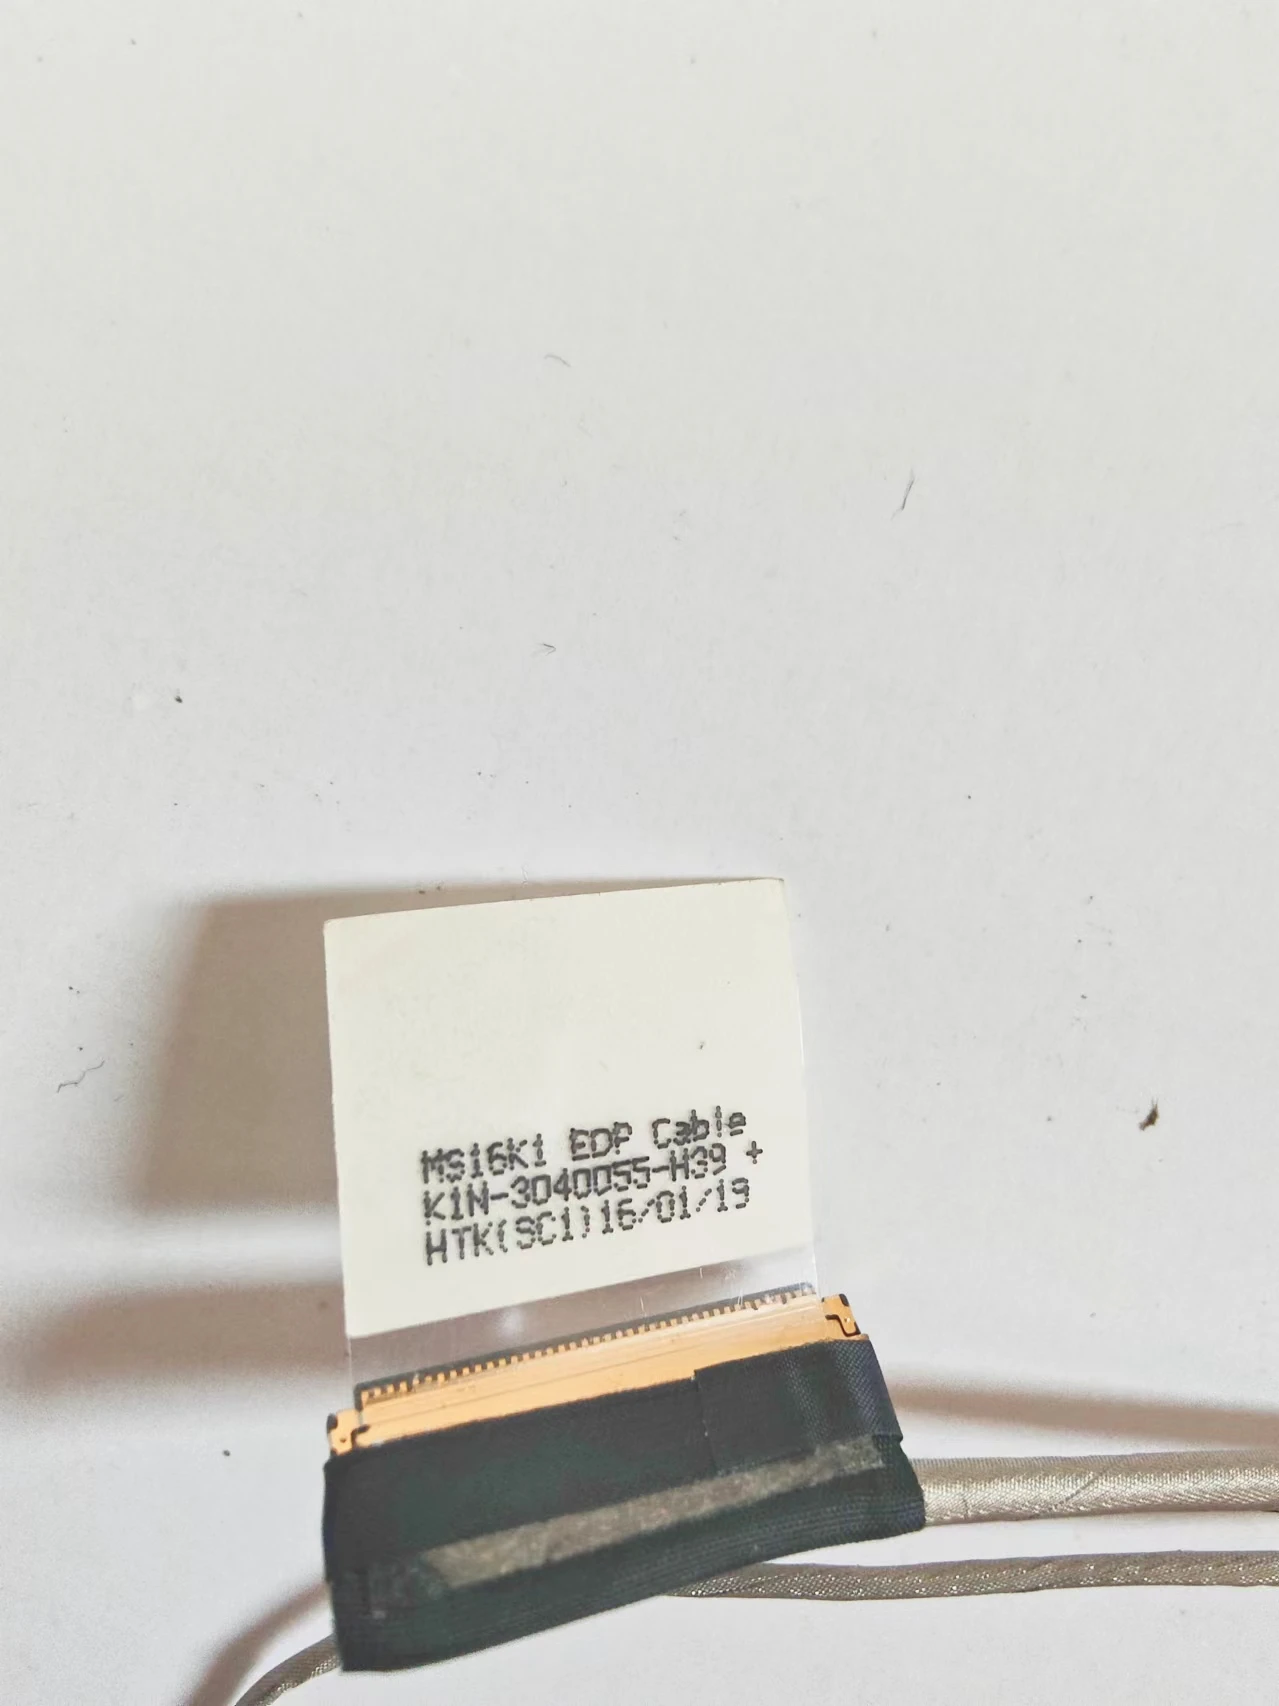 MS16K1 EDP Cable
K1N-3040055-H39 +
HTK(SC1)16/01/19